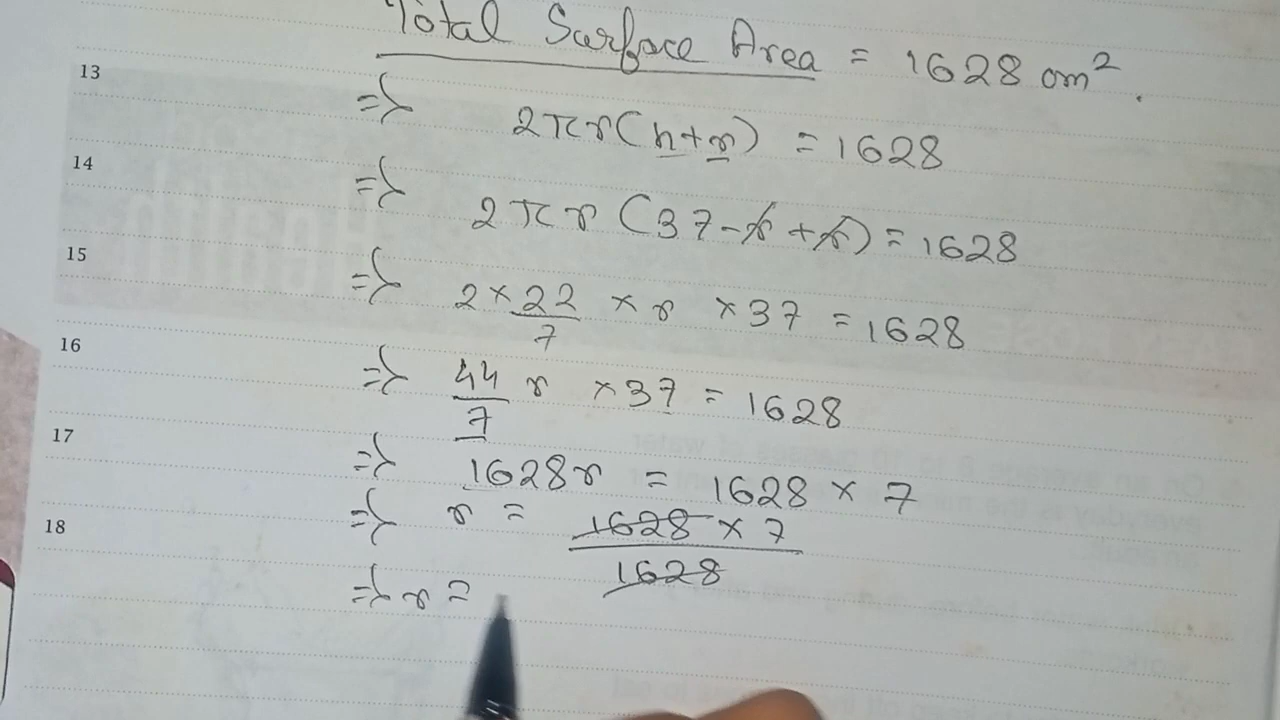 Total Surface Area = 1628 cm².
13
⇒ 2πr(h+r) = 1628
14
⇒ 2πr (37-r+r) = 1628
15
⇒ 2 × 22/7 × r × 37 = 1628
16
⇒ 44/7 r × 37 = 1628
17
⇒ 1628r = 1628 × 7
⇒ r = 1628 × 7 / 1628
18
⇒ r =